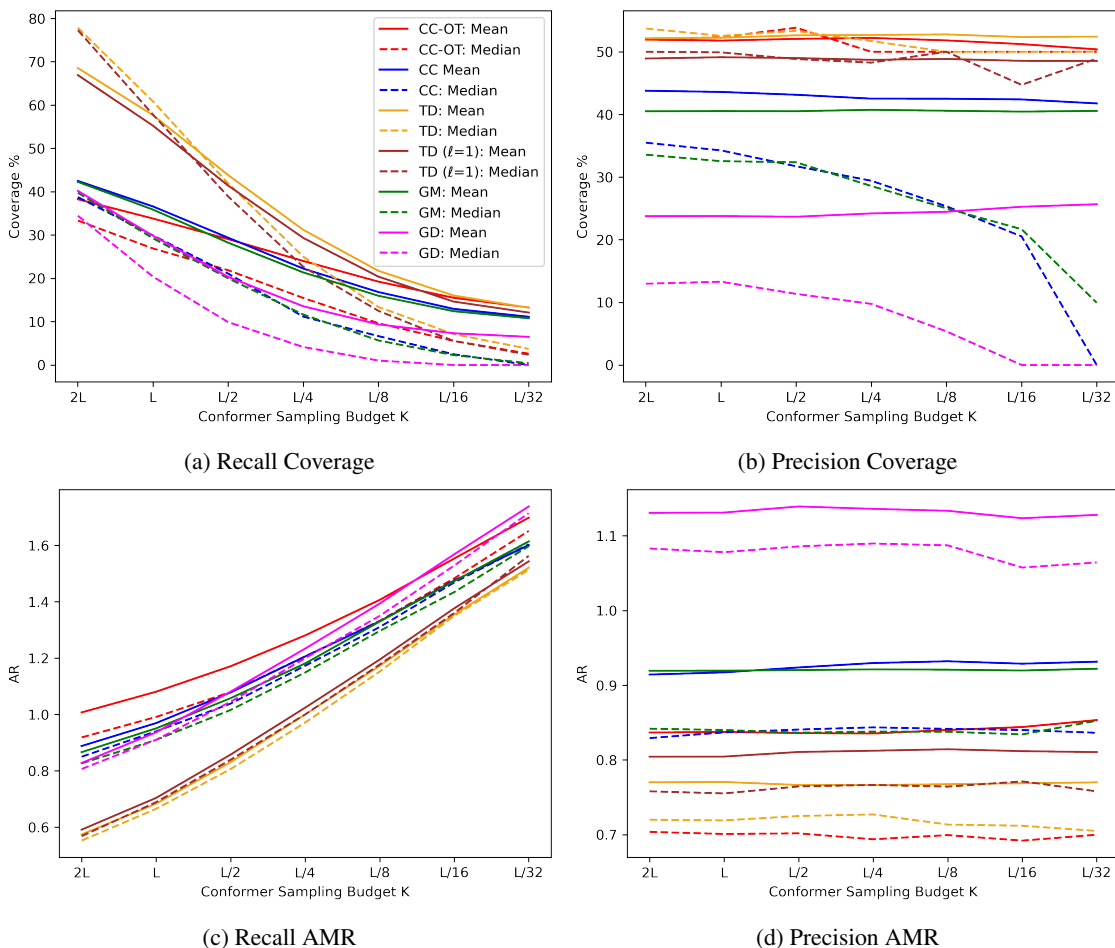 80
70
60
50
40
30
20
10
0
Coverage %
CC-OT: Mean
CC-OT: Median
CC Mean
CC: Median
TD: Mean
TD: Median
TD (ℓ=1): Mean
TD (ℓ=1): Median
GM: Mean
GM: Median
GD: Mean
GD: Median
2L L L/2 L/4 L/8 L/16 L/32
Conformer Sampling Budget K
(a) Recall Coverage
50
40
30
20
10
0
Coverage %
2L L L/2 L/4 L/8 L/16 L/32
Conformer Sampling Budget K
(b) Precision Coverage
1.6
1.4
1.2
1.0
0.8
0.6
AR
2L L L/2 L/4 L/8 L/16 L/32
Conformer Sampling Budget K
(c) Recall AMR
1.1
1.0
0.9
0.8
0.7
AR
2L L L/2 L/4 L/8 L/16 L/32
Conformer Sampling Budget K
(d) Precision AMR